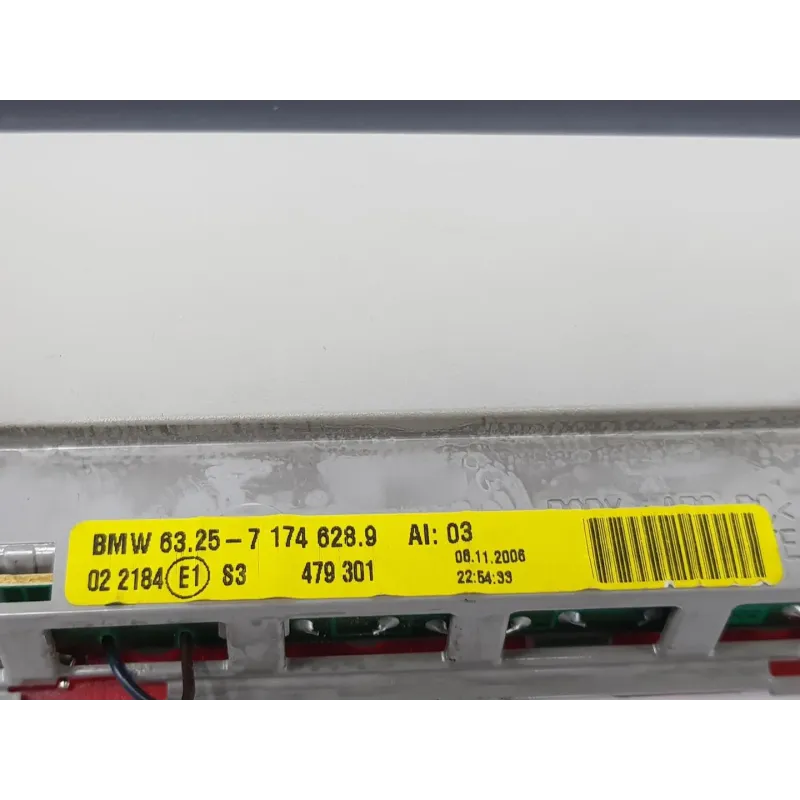 BMW 63.25-7 174 628.9 AI: 03
08.11.2006
02 2184 E1 S3 479 301
22:54:33